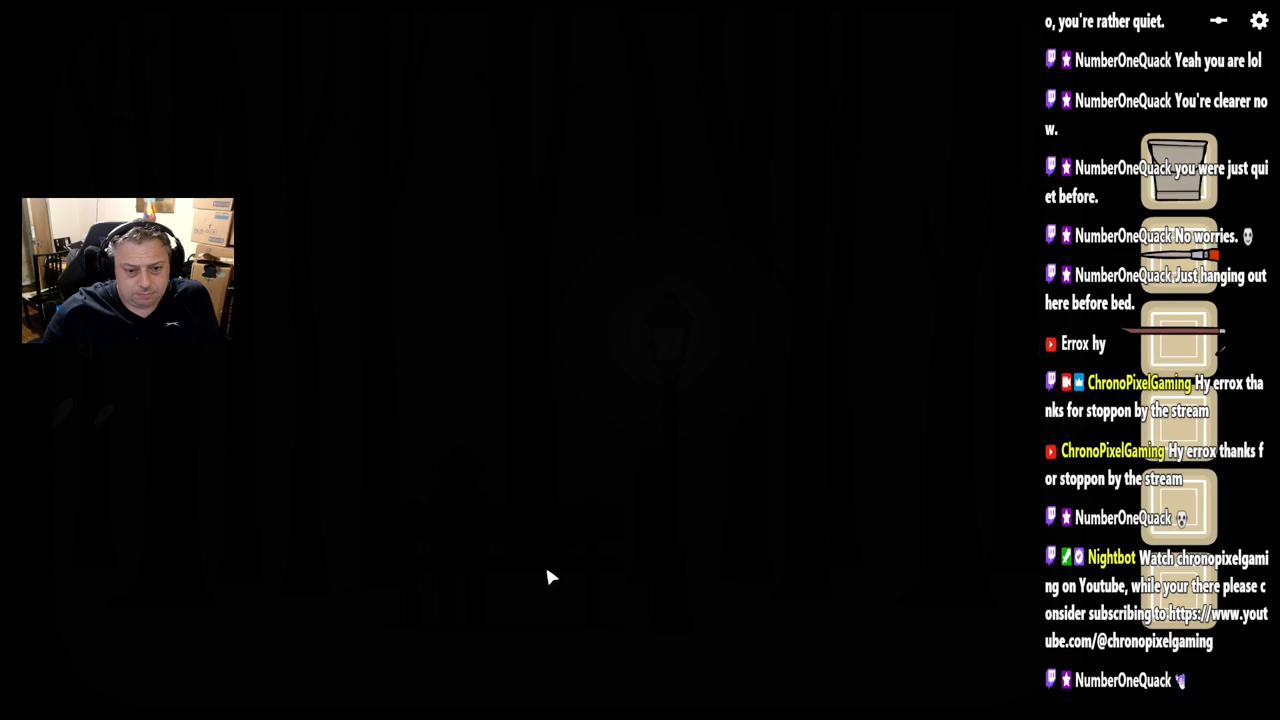 o, you're rather quiet.
NumberOneQuack Yeah you are lol
NumberOneQuack You're clearer no
w.
NumberOneQuack you were just qui
et before.
NumberOneQuack No worries.
NumberOneQuack Just hanging out
here before bed.
Errox hy
ChronoPixelGaming Hy errox tha
nks for stoppon by the stream
ChronoPixelGaming Hy errox thanks f
or stoppon by the stream
NumberOneQuack
Nightbot Watch chronopixelgami
ng on Youtube, while your there please c
onsider subscribing to https://www.yout
ube.com/@chronopixelgaming
NumberOneQuack